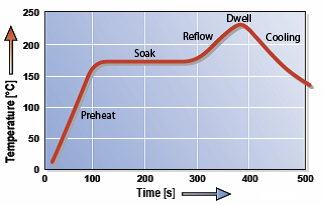 Dwell
250
Reflow
Cooling
200
Soak
150
Preheat
100
50
0
0 100 200 300 400 500
Temperature [°C]
Time [s]